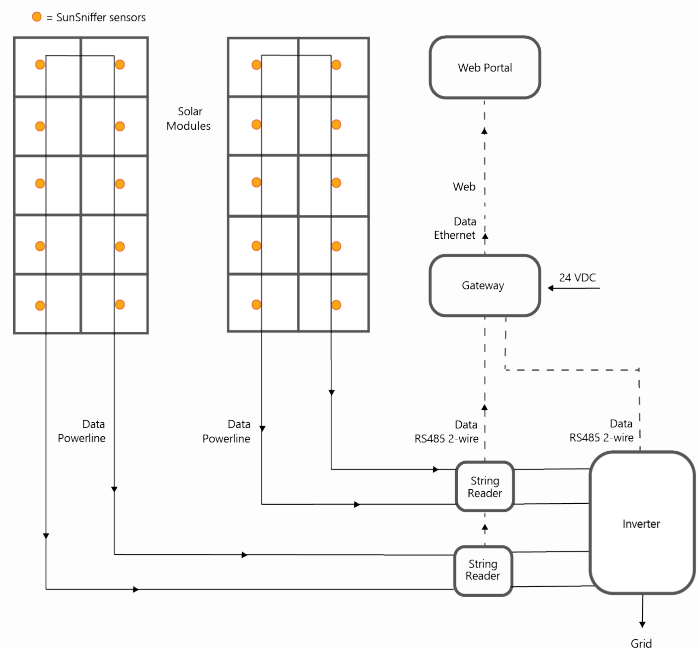 = SunSniffer sensors
Solar
Modules
Web Portal
Web
Data
Ethernet
Gateway
24 VDC
Data
Powerline
Data
Powerline
Data
RS485 2-wire
Data
RS485 2-wire
String
Reader
Inverter
String
Reader
Grid